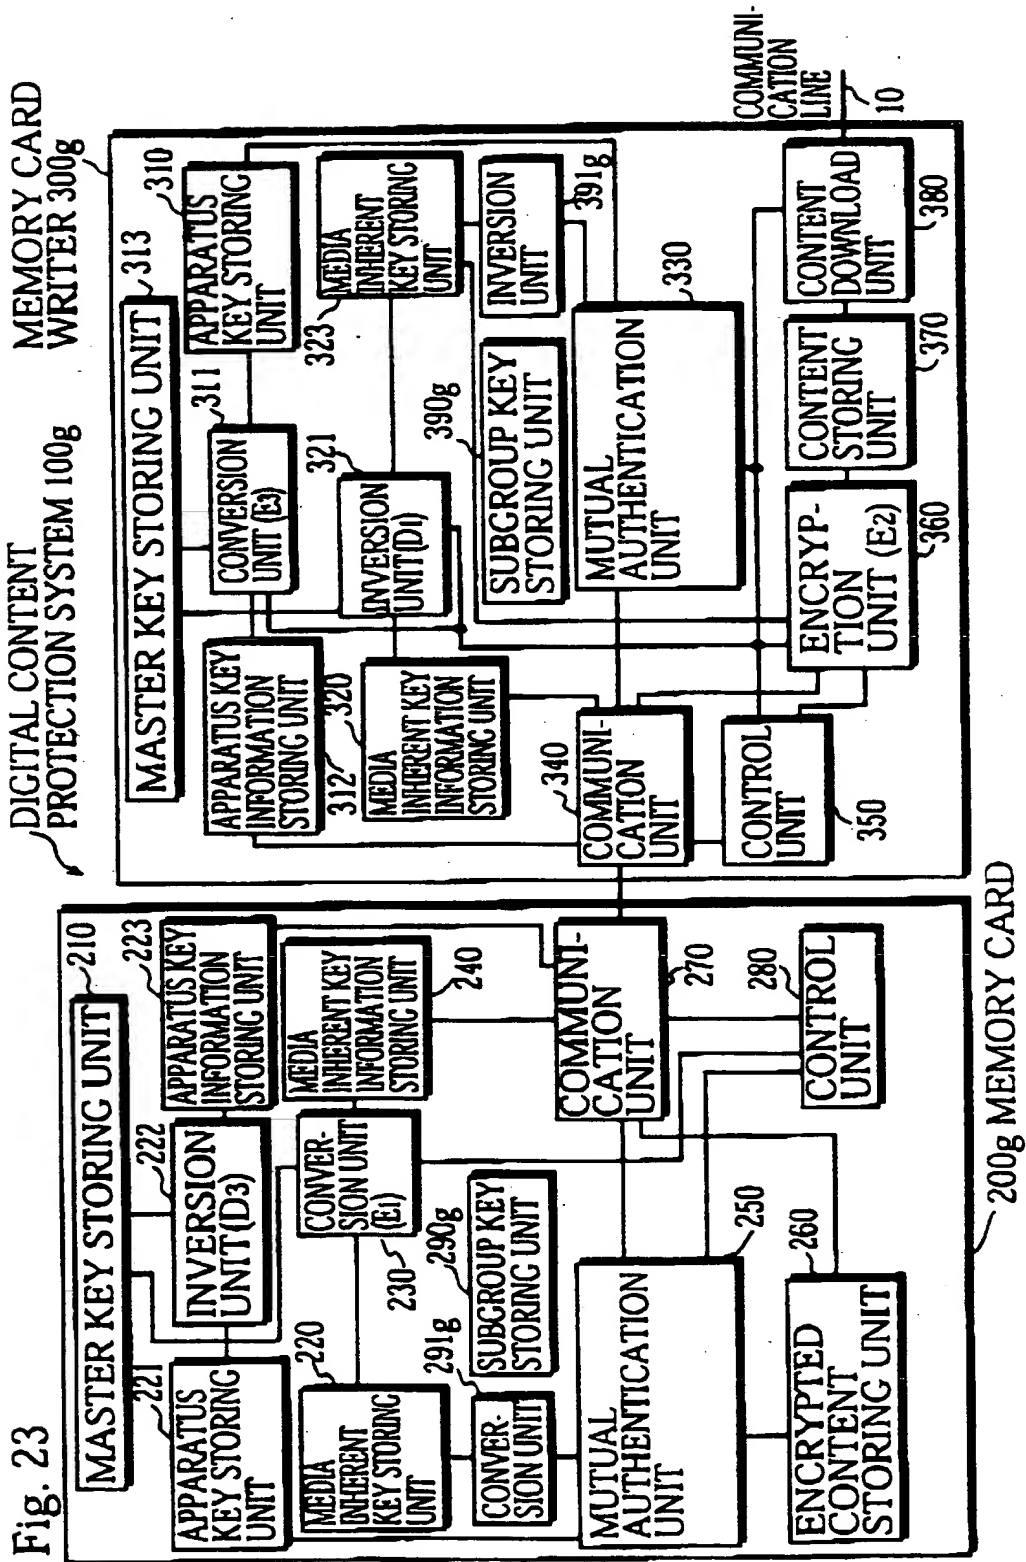 Fig. 23
DIGITAL CONTENT
PROTECTION SYSTEM 100g
MEMORY CARD
WRITER 300g
MASTER KEY STORING UNIT
210
APPARATUS
KEY STORING
UNIT
221
INVERSION
UNIT(D3)
222
APPARATUS KEY
INFORMATION
STORING UNIT
223
MEDIA
INHERENT
KEY STORING
UNIT
220
CONVER-
SION UNIT
(E1)
230
MEDIA
INHERENT KEY
INFORMATION
STORING UNIT
240
CONVER-
SION UNIT
291g
SUBGROUP KEY
STORING UNIT
290g
MUTUAL
AUTHENTICATION
UNIT
250
COMMUNI-
CATION
UNIT
270
ENCRYPTED
CONTENT
STORING UNIT
260
CONTROL
UNIT
280
200g MEMORY CARD
MASTER KEY STORING UNIT
313
APPARATUS KEY
INFORMATION
STORING UNIT
312
CONVERSION
UNIT (E3)
311
APPARATUS
KEY STORING
UNIT
310
MEDIA
INHERENT KEY
INFORMATION
STORING UNIT
320
INVERSION
UNIT(D1)
321
MEDIA
INHERENT
KEY STORING
UNIT
323
SUBGROUP KEY
STORING UNIT
390g
INVERSION
UNIT
391g
COMMUNI-
CATION
UNIT
340
MUTUAL
AUTHENTICATION
UNIT
330
CONTROL
UNIT
350
ENCRYP-
TION
UNIT (E2)
360
CONTENT
STORING
UNIT
370
CONTENT
DOWNLOAD
UNIT
380
COMMUNI-
CATION
LINE
10